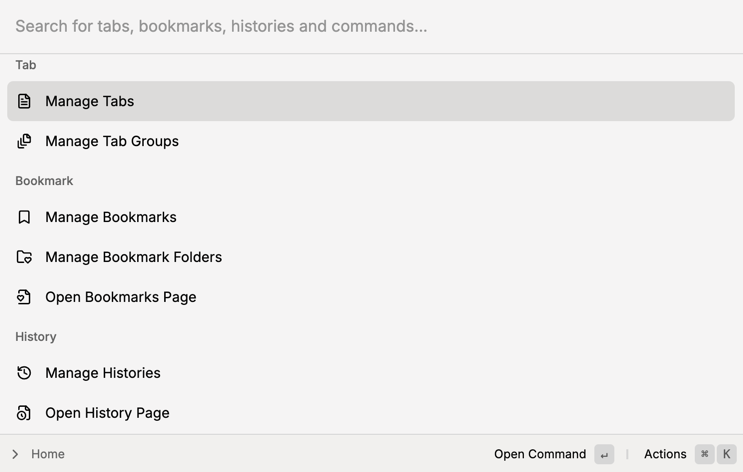 Search for tabs, bookmarks, histories and commands...
Tab
Manage Tabs
Manage Tab Groups
Bookmark
Manage Bookmarks
Manage Bookmark Folders
Open Bookmarks Page
History
Manage Histories
Open History Page
Home Open Command ↵ | Actions ⌘ K